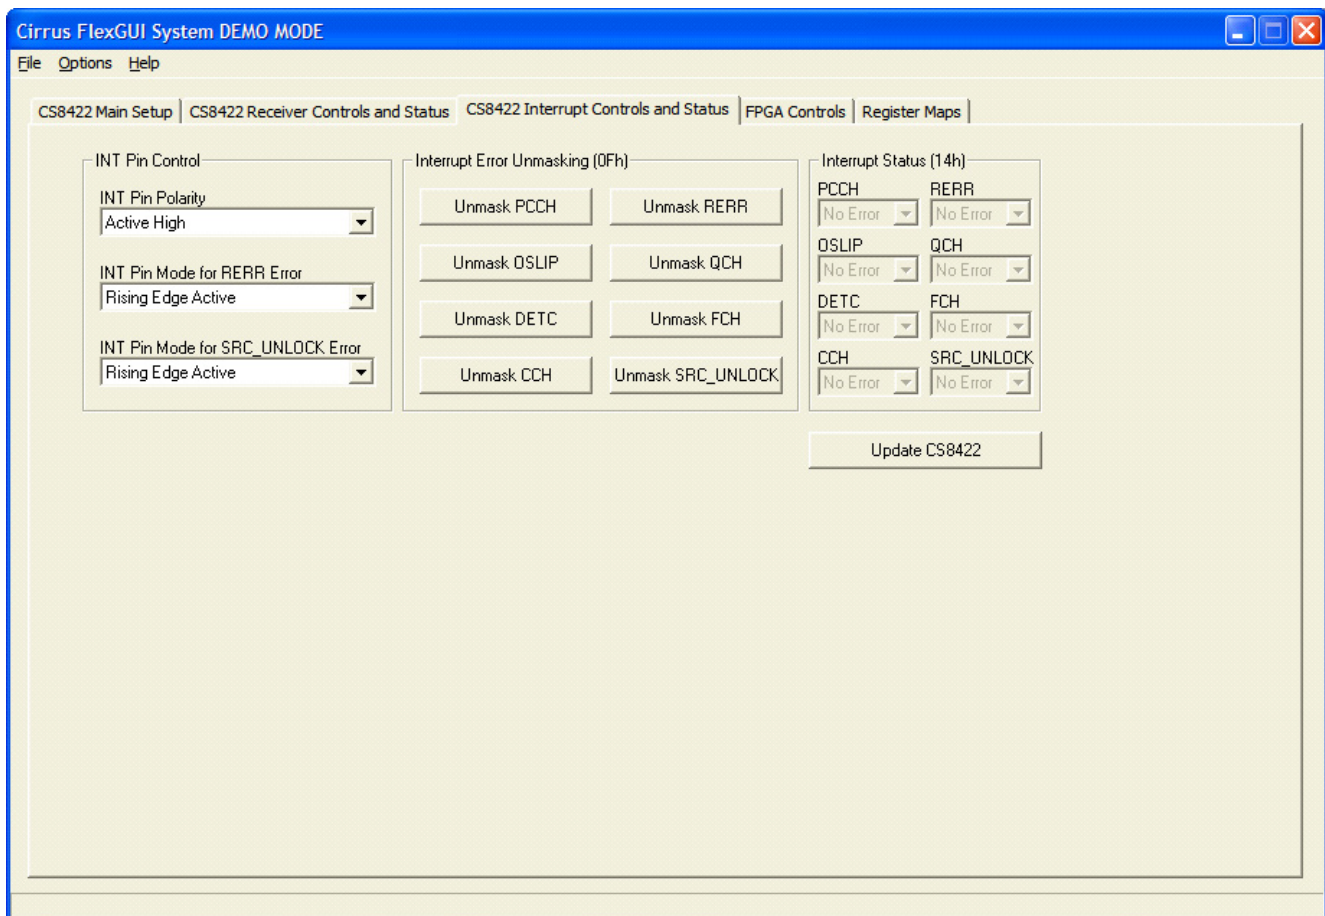 Cirrus FlexGUI System DEMO MODE
File Options Help
CS8422 Main Setup CS8422 Receiver Controls and Status CS8422 Interrupt Controls and Status FPGA Controls Register Maps
INT Pin Control
INT Pin Polarity
Active High
INT Pin Mode for RERR Error
Rising Edge Active
INT Pin Mode for SRC_UNLOCK Error
Rising Edge Active
Interrupt Error Unmasking (0Fh)
Unmask PCCH Unmask RERR
Unmask OSLIP Unmask QCH
Unmask DETC Unmask FCH
Unmask CCH Unmask SRC_UNLOCK
Interrupt Status (14h)
PCCH RERR
No Error No Error
OSLIP QCH
No Error No Error
DETC FCH
No Error No Error
CCH SRC_UNLOCK
No Error No Error
Update CS8422